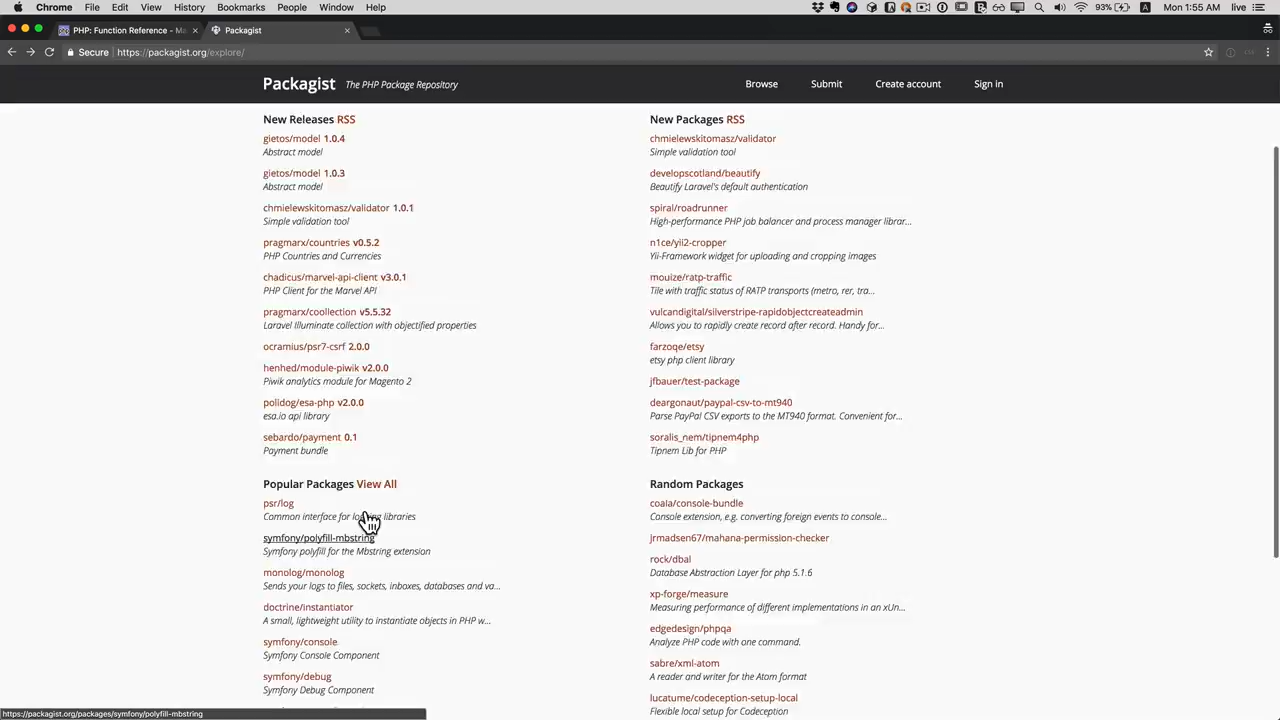 Chrome File Edit View History Bookmarks People Window Help 93% A Mon 1:55 AM live
PHP: Function Reference - Ma
Packagist
Secure https://packagist.org/explore/
Packagist The PHP Package Repository Browse Submit Create account Sign in
New Releases RSS
gietos/model 1.0.4
Abstract model
gietos/model 1.0.3
Abstract model
chmielewskitomasz/validator 1.0.1
Simple validation tool
pragmarx/countries v0.5.2
PHP Countries and Currencies
chadicus/marvel-api-client v3.0.1
PHP Client for the Marvel API
pragmarx/coollection v5.5.32
Laravel Illuminate collection with objectified properties
ocramius/psr7-csrf 2.0.0
henhed/module-piwik v2.0.0
Piwik analytics module for Magento 2
polidog/esa-php v2.0.0
esa.io api library
sebardo/payment 0.1
Payment bundle
New Packages RSS
chmielewskitomasz/validator
Simple validation tool
developscotland/beautify
Beautify Laravel's default authentication
spiral/roadrunner
High-performance PHP job balancer and process manager librar...
n1ce/yii2-cropper
Yii-Framework widget for uploading and cropping images
mouize/ratp-traffic
Tile with traffic status of RATP transports (metro, rer, tra...
vulcandigital/silverstripe-rapidobjectcreateadmin
Allows you to rapidly create record after record. Handy for...
farzoqe/etsy
etsy php client library
jfbauer/test-package
deargonaut/paypal-csv-to-mt940
Parse PayPal CSV exports to the MT940 format. Convenient for...
soralis_nem/tipnem4php
Tipnem Lib for PHP
Popular Packages View All
psr/log
Common interface for libraries
symfony/polyfill-mbstring
Symfony polyfill for the Mbstring extension
monolog/monolog
Sends your logs to files, sockets, inboxes, databases and va...
doctrine/instantiator
A small, lightweight utility to instantiate objects in PHP w...
symfony/console
Symfony Console Component
symfony/debug
Symfony Debug Component
Random Packages
coala/console-bundle
Console extension, e.g. converting foreign events to console...
jrmadsen67/mahana-permission-checker
rock/dbal
Database Abstraction Layer for php 5.1.6
xp-forge/measure
Measuring performance of different implementations in an xUn...
edgedesign/phpqa
Analyze PHP code with one command.
sabre/xml-atom
A reader and writer for the Atom format
lucatume/codeception-setup-local
Flexible local setup for Codeception
https://packagist.org/packages/symfony/polyfill-mbstring